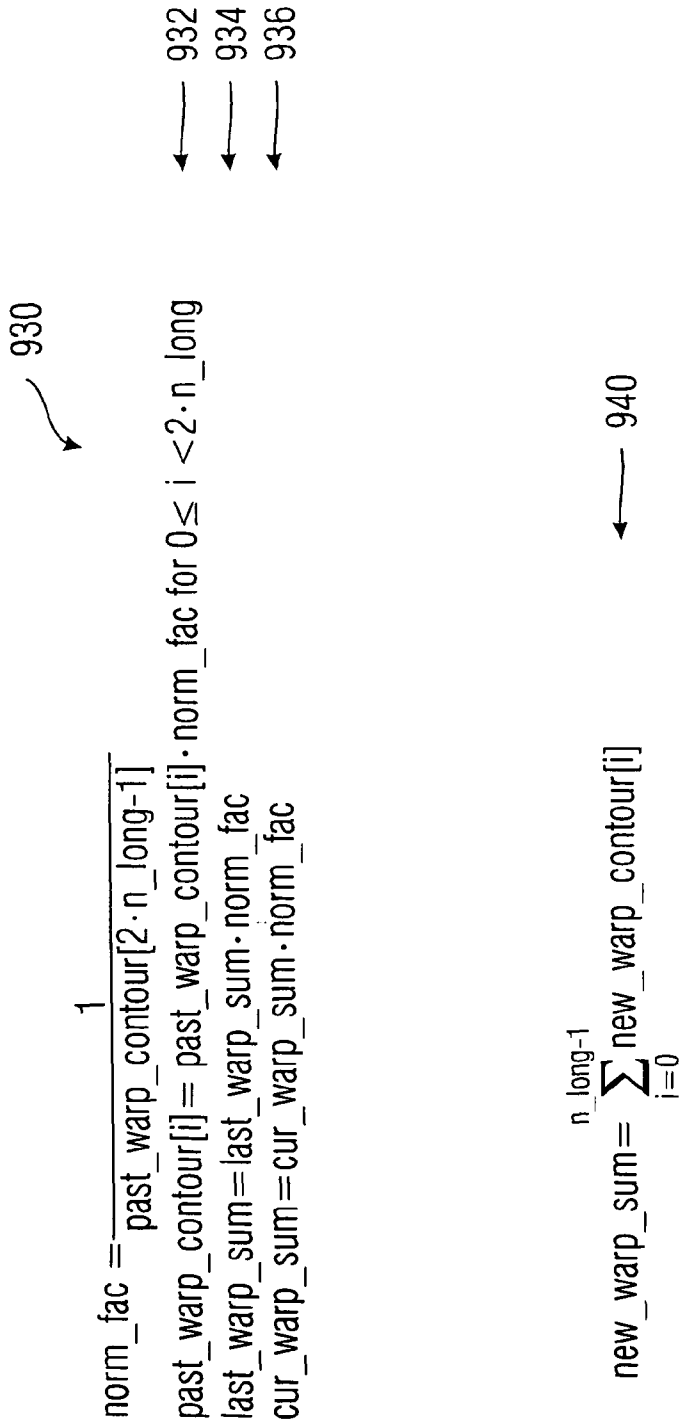 930
norm_fac = 1 / past_warp_contour[2·n_long-1]
past_warp_contour[i] = past_warp_contour[i]·norm_fac for 0≤ i <2·n_long 932
last_warp_sum=last_warp_sum·norm_fac 934
cur_warp_sum=cur_warp_sum·norm_fac 936
n_long-1
new_warp_sum= ∑ new_warp_contour[i] 940
i=0